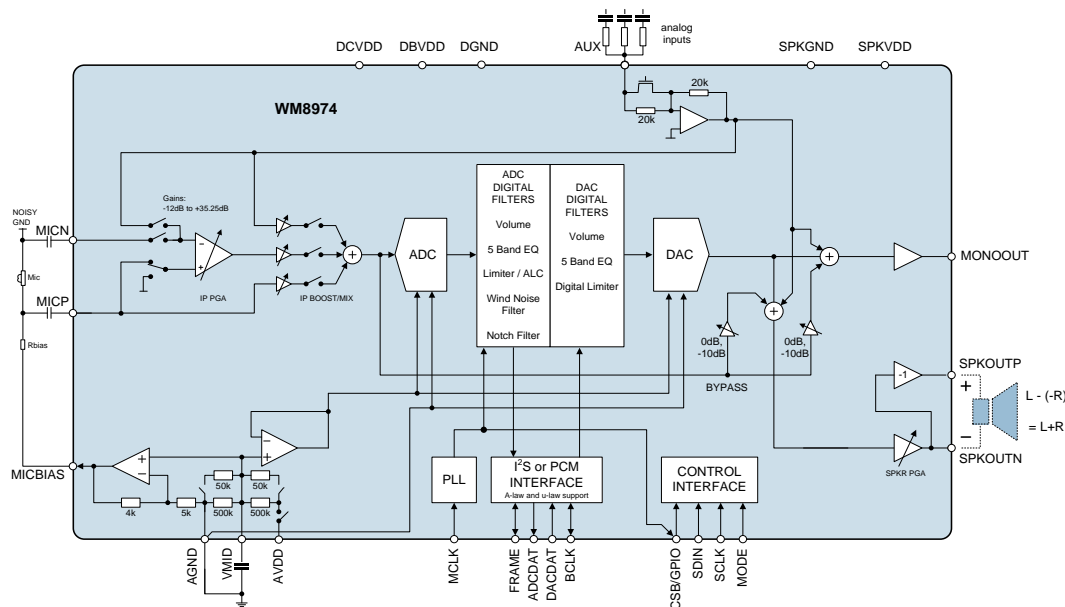 analog
inputs
AUX
DCVDD
DBVDD
DGND
SPKGND
SPKVDD
WM8974
20k
20k
Gains:
-12dB to +35.25dB
NOISY
GND
MICN
Mic
MICP
Rbias
IP PGA
IP BOOST/MIX
ADC
ADC
DIGITAL
FILTERS
Volume
5 Band EQ
Limiter / ALC
Wind Noise
Filter
Notch Filter
DAC
DIGITAL
FILTERS
Volume
5 Band EQ
Digital Limiter
DAC
MONOOUT
0dB,
-10dB
0dB,
-10dB
BYPASS
-1
SPKOUTP
SPKOUTN
L - (-R)
= L+R
SPKR PGA
MICBIAS
4k
5k
50k
50k
500k
500k
PLL
I²S or PCM
INTERFACE
A-law and u-law support
CONTROL
INTERFACE
AGND
VMID
AVDD
MCLK
FRAME
ADCDAT
DACDAT
BCLK
CSB/GPIO
SDIN
SCLK
MODE